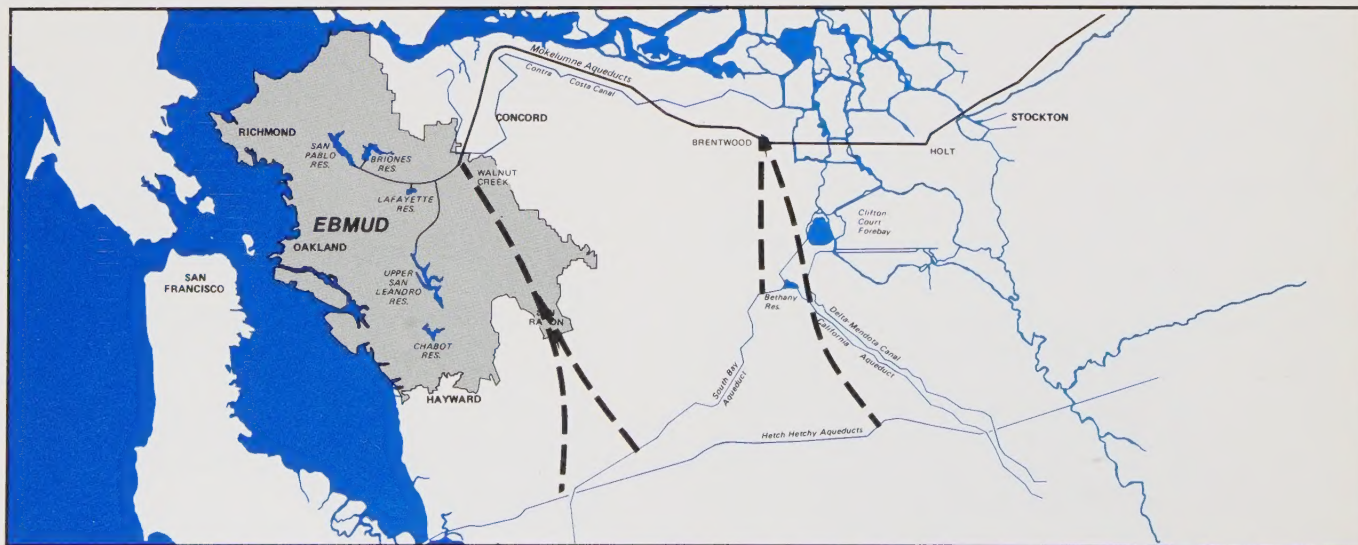 Mokelumne Aqueducts
Contra Costa Canal
RICHMOND
CONCORD
STOCKTON
SAN
PABLO
RES.
BRIONES
RES.
BRENTWOOD
HOLT
WALNUT
CREEK
LAFAYETTE
RES.
EBMUD
OAKLAND
Clifton
Court
Forebay
SAN
FRANCISCO
UPPER
SAN
LEANDRO
RES.
Bethany
Res.
CHABOT
RES.
Delta-Mendota Canal
California Aqueduct
South Bay
Aqueduct
HAYWARD
Hetch Hetchy Aqueducts